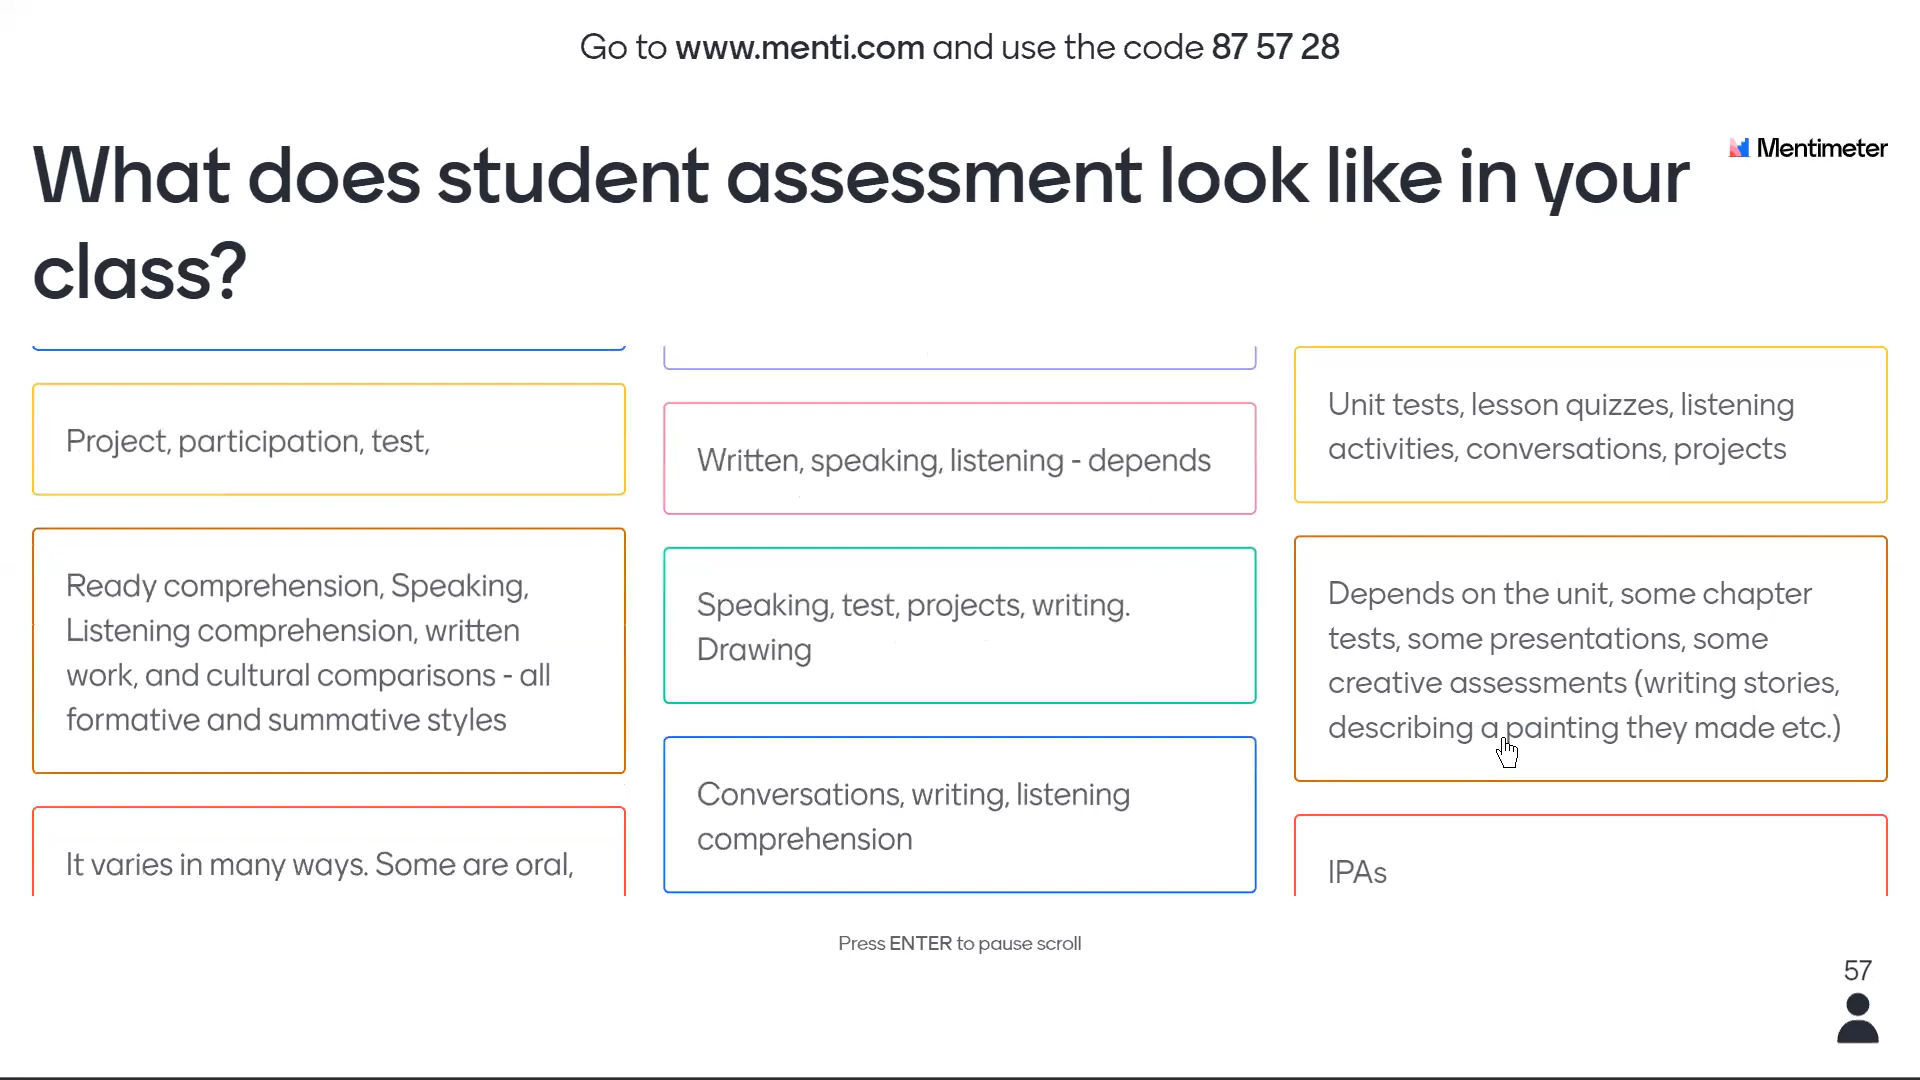 Go to www.menti.com and use the code 87 57 28
Mentimeter
What does student assessment look like in your
class?
Project, participation, test,
Ready comprehension, Speaking,
Listening comprehension, written
work, and cultural comparisons - all
formative and summative styles
It varies in many ways. Some are oral,
Written, speaking, listening - depends
Speaking, test, projects, writing.
Drawing
Conversations, writing, listening
comprehension
Unit tests, lesson quizzes, listening
activities, conversations, projects
Depends on the unit, some chapter
tests, some presentations, some
creative assessments (writing stories,
describing a painting they made etc.)
IPAs
Press ENTER to pause scroll
57